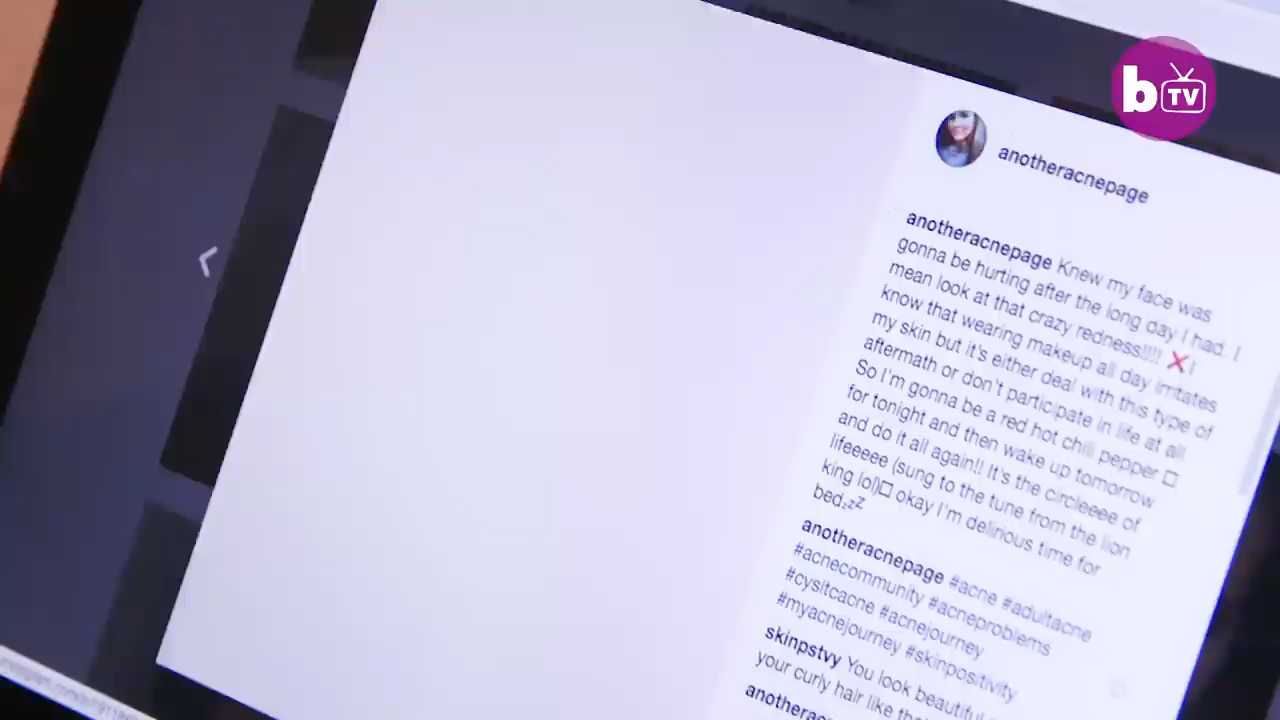 b TV
anotheracnepage
anotheracnepage Knew my face was
gonna be hurting after the long day I had. I
mean look at that crazy redness!!!! ❌I
know that wearing makeup all day irritates
my skin but it's either deal with this type of
aftermath or don't participate in life at all.
So I'm gonna be a red hot chili pepper □
for tonight and then wake up tomorrow
and do it all again!! It's the circleeee of
lifeeeee (sung to the tune from the lion
king lol)□ okay I'm delirious time for
bed💤
anotheracnepage #acne #adultacne
#acnecommunity #acneproblems
#cysitcacne #acnejourney
#myacnejourney #skinpositivity
skinpstvy You look beautiful
your curly hair like